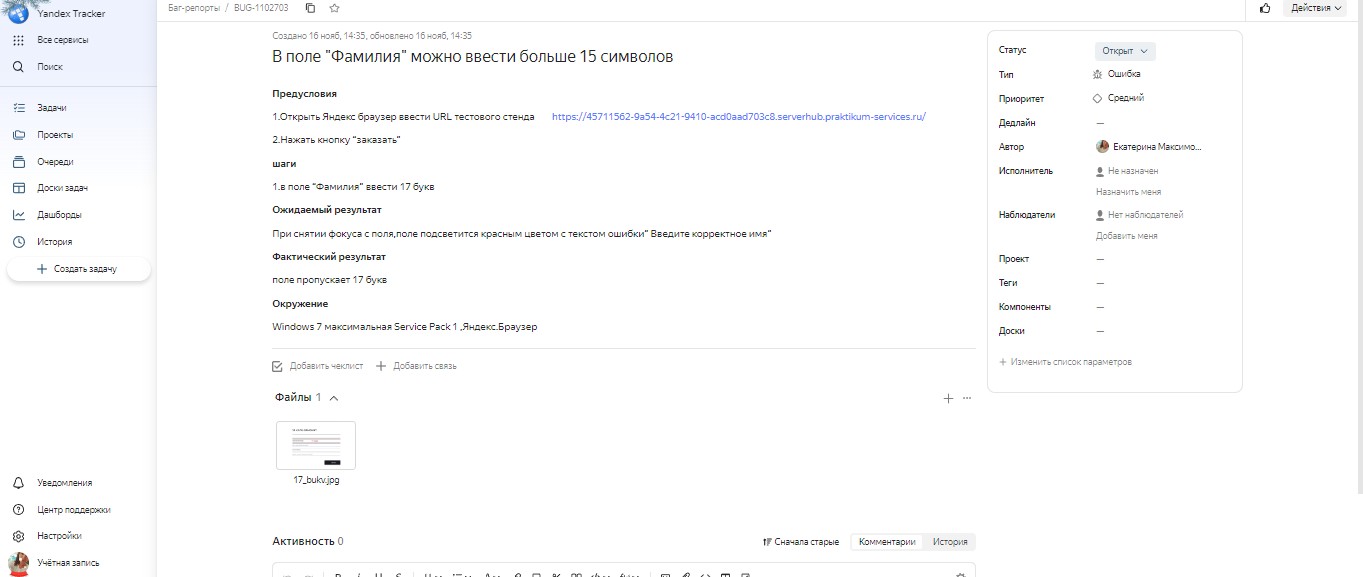 Yandex Tracker
Все сервисы
Поиск
Задачи
Проекты
Очереди
Доски задач
Дашборды
История
Создать задачу
Уведомления
Центр поддержки
Настройки
Учётная запись
Баг-репорты / BUG-1102703
Действия
Создано 16 нояб, 14:35, обновлено 16 нояб, 14:35
В поле "Фамилия" можно ввести больше 15 символов
Предусловия
1.Открыть Яндекс браузер ввести URL тестового стенда https://45711562-9a54-4c21-9410-acd0aad703c8.serverhub.praktikum-services.ru/
2.Нажать кнопку "заказать"
шаги
1.в поле "Фамилия" ввести 17 букв
Ожидаемый результат
При снятии фокуса с поля,поле подсветится красным цветом с текстом ошибки" Введите корректное имя"
Фактический результат
поле пропускает 17 букв
Окружение
Windows 7 максимальная Service Pack 1 ,Яндекс.Браузер
Добавить чеклист
Добавить связь
Файлы 1
17_bukv.jpg
Активность 0
Сначала старые
Комментарии
История
Статус Открыт
Тип Ошибка
Приоритет Средний
Дедлайн —
Автор Екатерина Максимо...
Исполнитель Не назначен
Назначить меня
Наблюдатели Нет наблюдателей
Добавить меня
Проект —
Теги —
Компоненты —
Доски —
+ Изменить список параметров